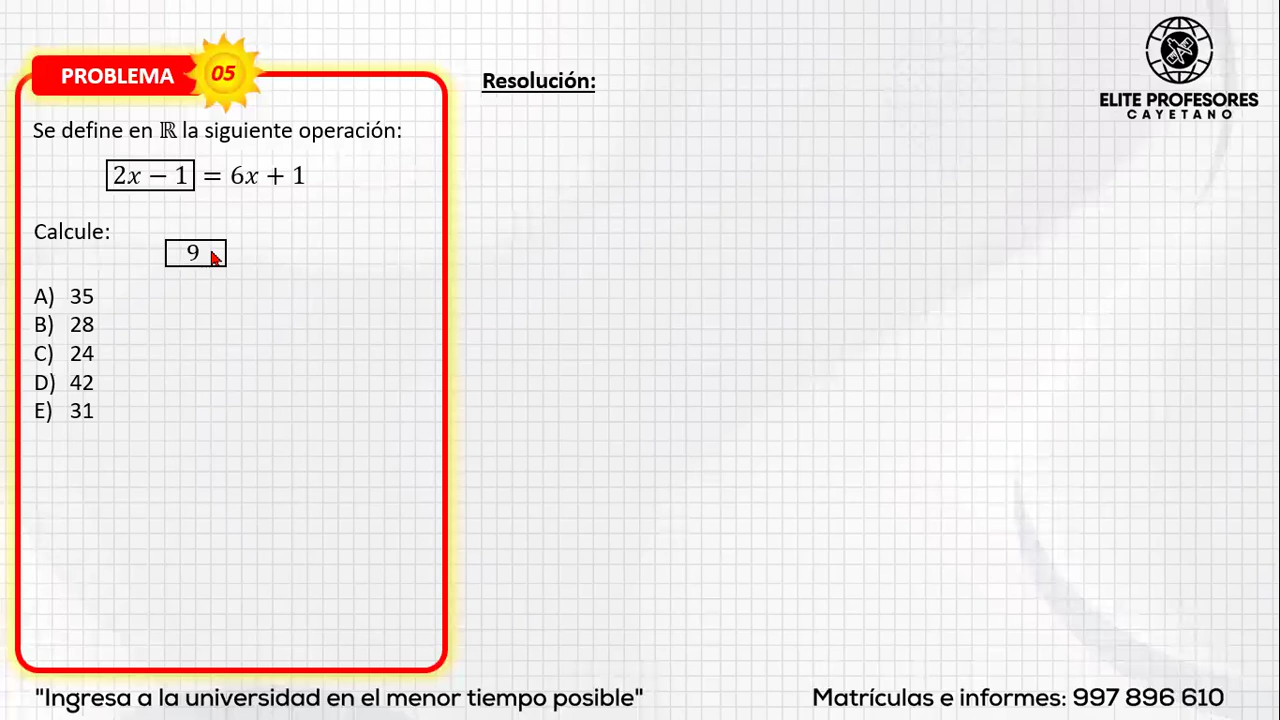 PROBLEMA 05
Se define en ℝ la siguiente operación:
2x − 1 = 6x + 1
Calcule:
9
A) 35
B) 28
C) 24
D) 42
E) 31
Resolución:
ELITE PROFESORES
CAYETANO
"Ingresa a la universidad en el menor tiempo posible"
Matrículas e informes: 997 896 610